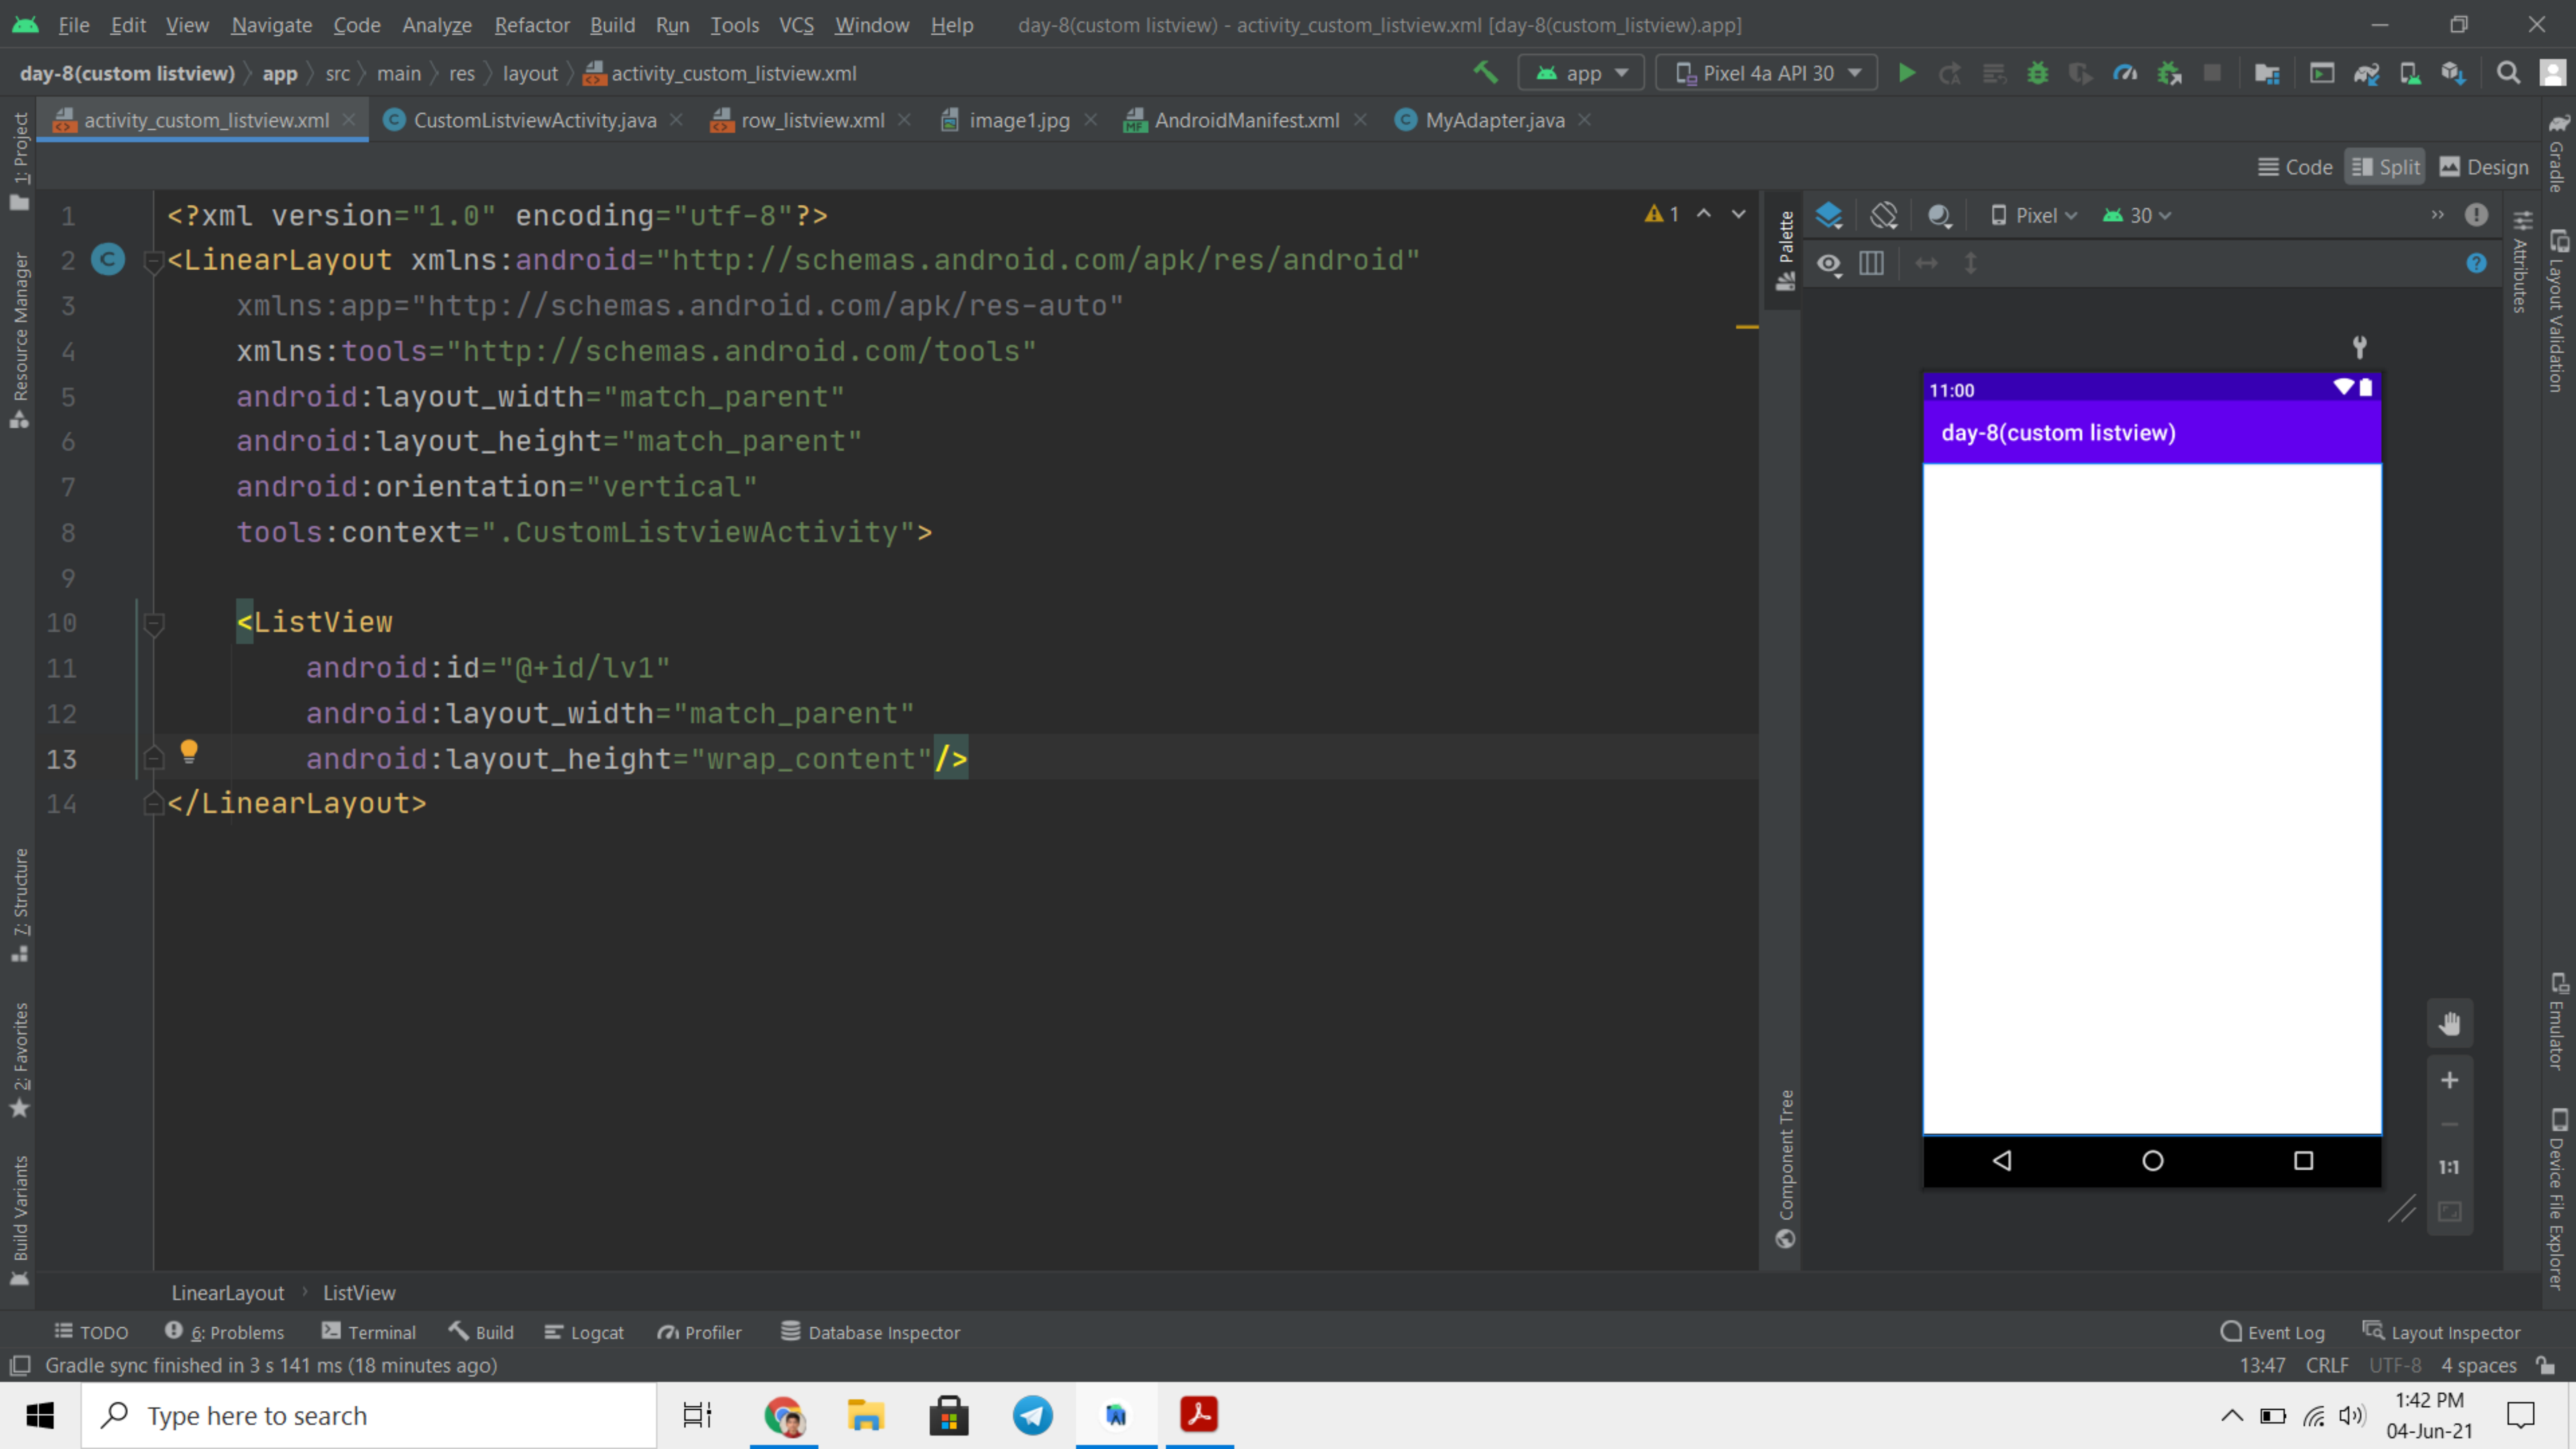 File Edit View Navigate Code Analyze Refactor Build Run Tools VCS Window Help day-8(custom listview) - activity_custom_listview.xml [day-8(custom_listview).app]
day-8(custom listview) app src main res layout activity_custom_listview.xml app Pixel 4a API 30
activity_custom_listview.xml CustomListviewActivity.java row_listview.xml image1.jpg AndroidManifest.xml MyAdapter.java
Code Split Design
1: Project
Resource Manager
7: Structure
2: Favorites
Build Variants
1 <?xml version="1.0" encoding="utf-8"?>
2 <LinearLayout xmlns:android="http://schemas.android.com/apk/res/android"
3 xmlns:app="http://schemas.android.com/apk/res-auto"
4 xmlns:tools="http://schemas.android.com/tools"
5 android:layout_width="match_parent"
6 android:layout_height="match_parent"
7 android:orientation="vertical"
8 tools:context=".CustomListviewActivity">
9
10 <ListView
11 android:id="@+id/lv1"
12 android:layout_width="match_parent"
13 android:layout_height="wrap_content"/>
14 </LinearLayout>
1
Palette
Component Tree
Pixel 30
11:00
day-8(custom listview)
1:1
Attributes
Gradle
Layout Validation
Emulator
Device File Explorer
LinearLayout ListView
TODO 6: Problems Terminal Build Logcat Profiler Database Inspector Event Log Layout Inspector
Gradle sync finished in 3 s 141 ms (18 minutes ago) 13:47 CRLF UTF-8 4 spaces
Type here to search
1:42 PM
04-Jun-21